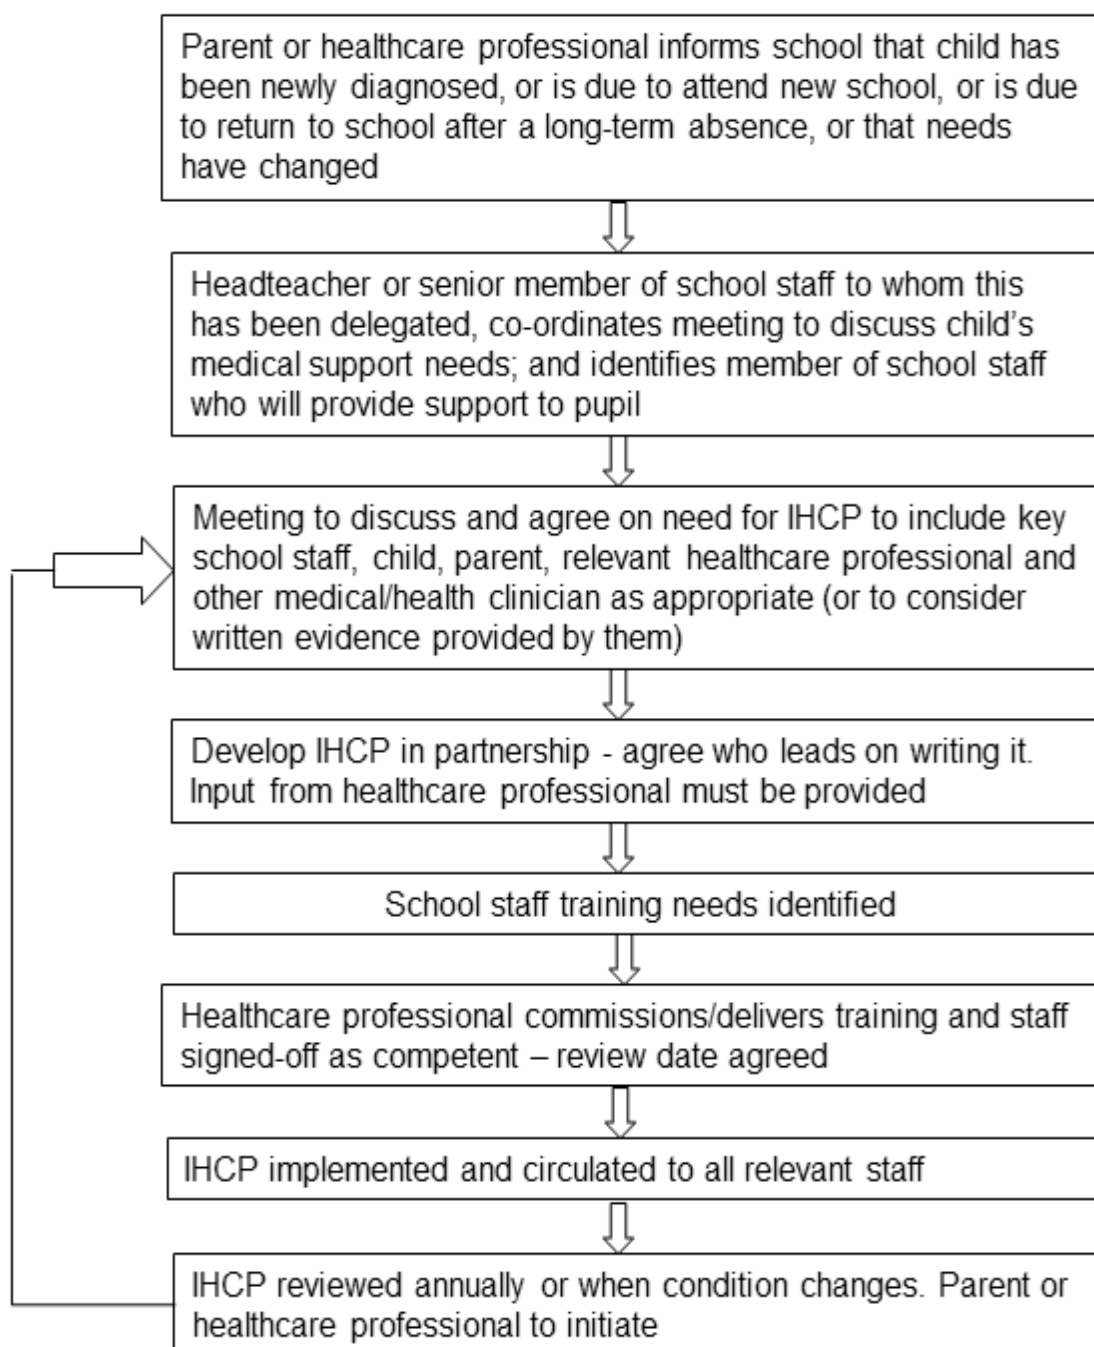 Parent or healthcare professional informs school that child has
been newly diagnosed, or is due to attend new school, or is due
to return to school after a long-term absence, or that needs
have changed
Headteacher or senior member of school staff to whom this
has been delegated, co-ordinates meeting to discuss child's
medical support needs; and identifies member of school staff
who will provide support to pupil
Meeting to discuss and agree on need for IHCP to include key
school staff, child, parent, relevant healthcare professional and
other medical/health clinician as appropriate (or to consider
written evidence provided by them)
Develop IHCP in partnership - agree who leads on writing it.
Input from healthcare professional must be provided
School staff training needs identified
Healthcare professional commissions/delivers training and staff
signed-off as competent – review date agreed
IHCP implemented and circulated to all relevant staff
IHCP reviewed annually or when condition changes. Parent or
healthcare professional to initiate